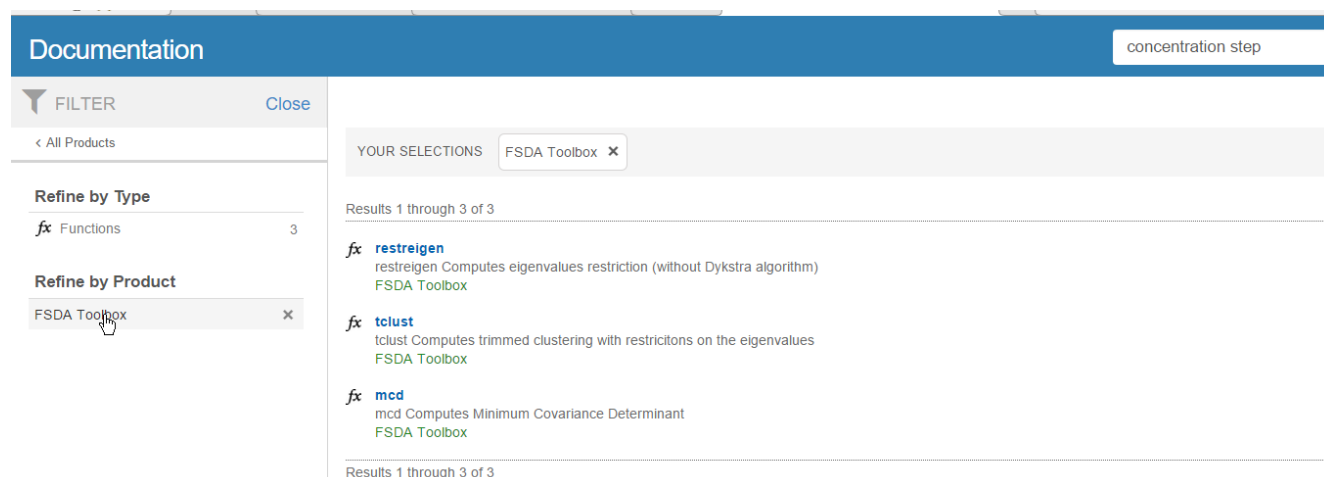 Documentation
concentration step
FILTER
Close
< All Products
YOUR SELECTIONS
FSDA Toolbox ×
Refine by Type
fx Functions 3
Refine by Product
FSDA Toolbox ×
Results 1 through 3 of 3
fx restreigen
restreigen Computes eigenvalues restriction (without Dykstra algorithm)
FSDA Toolbox
fx tclust
tclust Computes trimmed clustering with restricitons on the eigenvalues
FSDA Toolbox
fx mcd
mcd Computes Minimum Covariance Determinant
FSDA Toolbox
Results 1 through 3 of 3